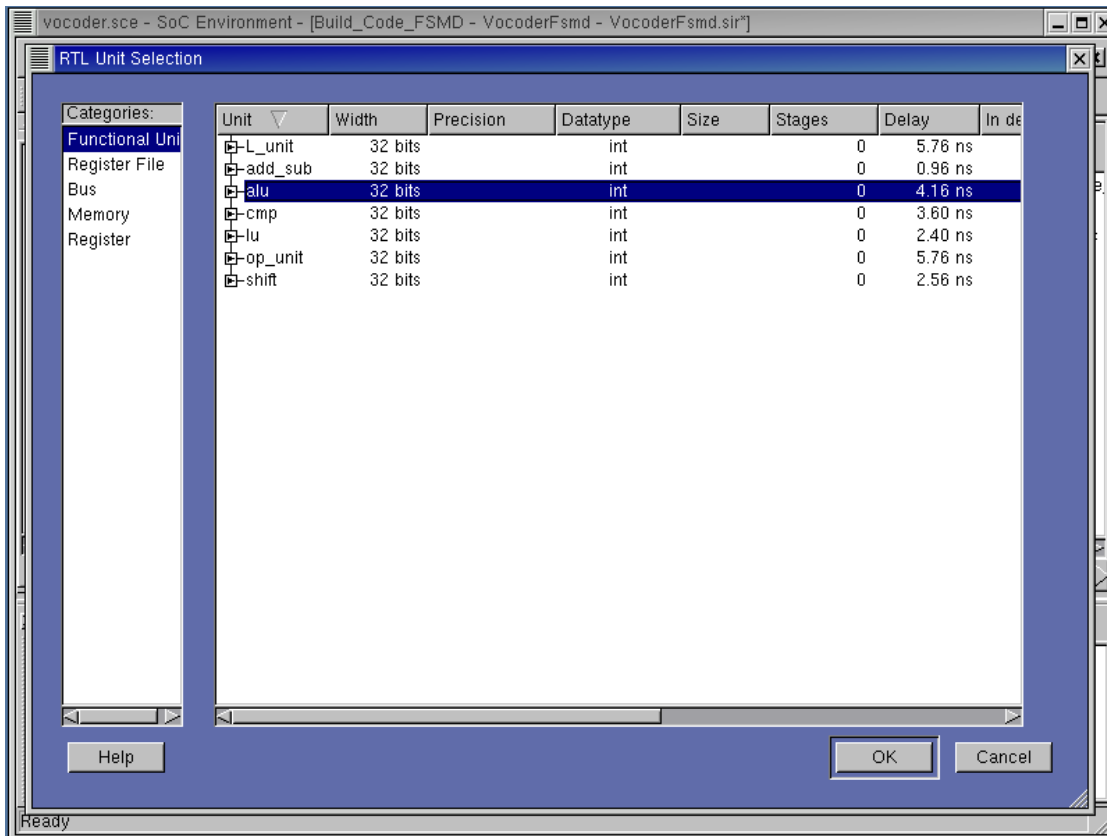 vocoder.sce - SoC Environment - [Build_Code_FSMD - VocoderFsmd - VocoderFsmd.sir*]
RTL Unit Selection
Categories:
Functional Uni
Register File
Bus
Memory
Register
Unit Width Precision Datatype Size Stages Delay In de
L_unit 32 bits int 0 5.76 ns
add_sub 32 bits int 0 0.96 ns
alu 32 bits int 0 4.16 ns
cmp 32 bits int 0 3.60 ns
lu 32 bits int 0 2.40 ns
op_unit 32 bits int 0 5.76 ns
shift 32 bits int 0 2.56 ns
Help OK Cancel
Ready